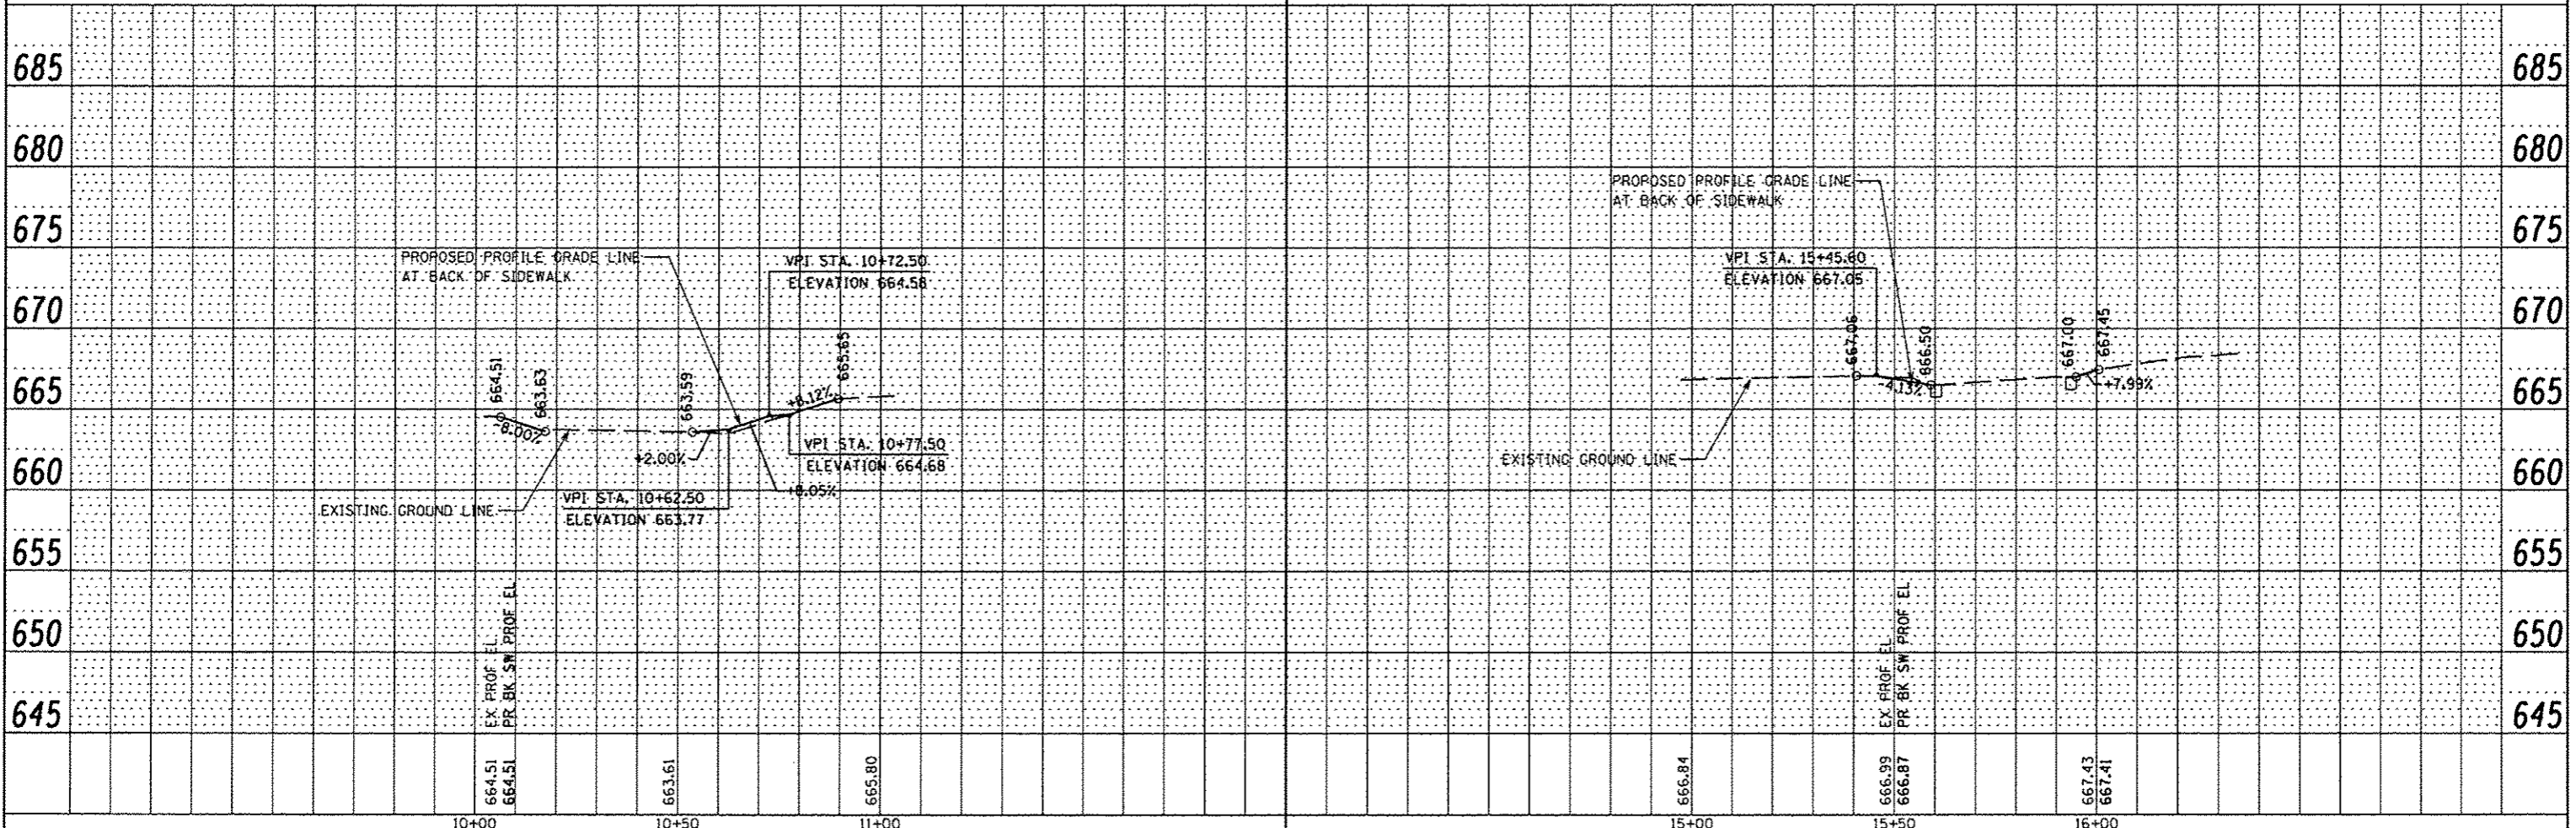 685
685
680
680
PROPOSED PROFILE GRADE LINE
AT BACK OF SIDEWALK
675
675
PROPOSED PROFILE GRADE LINE
AT BACK OF SIDEWALK
VPI STA. 10+72.50
ELEVATION 664.58
VPI STA. 15+45.60
ELEVATION 667.05
670
670
664.51
663.63
663.59
665.65
667.06
666.50
667.00
667.45
665
665
-8.00%
+8.12%
-4.13%
+7.99%
+2.00%
VPI STA. 10+77.50
ELEVATION 664.68
EXISTING GROUND LINE
660
660
+8.05%
VPI STA. 10+62.50
ELEVATION 663.77
EXISTING GROUND LINE
655
655
EX PROF EL
PR BK SW PROF EL
EX PROF EL
PR BK SW PROF EL
650
650
645
645
664.51
664.51
663.61
665.80
666.84
666.99
666.87
667.43
667.41
10+00
10+50
11+00
15+00
15+50
16+00